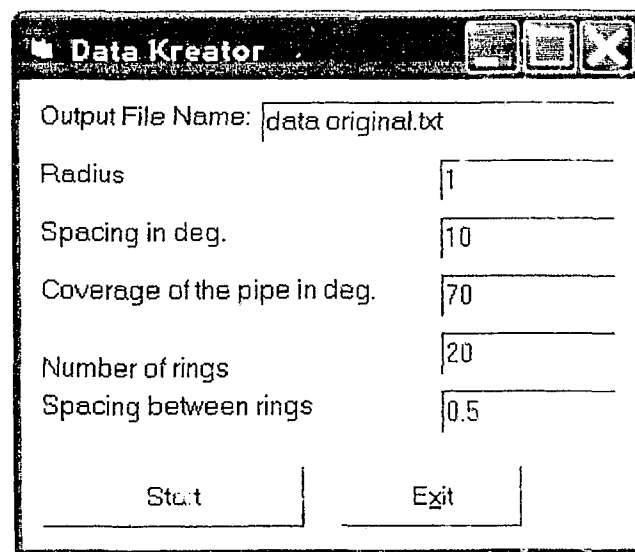 Data Kreator
Output File Name: data original.txt
Radius 1
Spacing in deg. 10
Coverage of the pipe in deg. 70
Number of rings 20
Spacing between rings 0.5
Start Exit